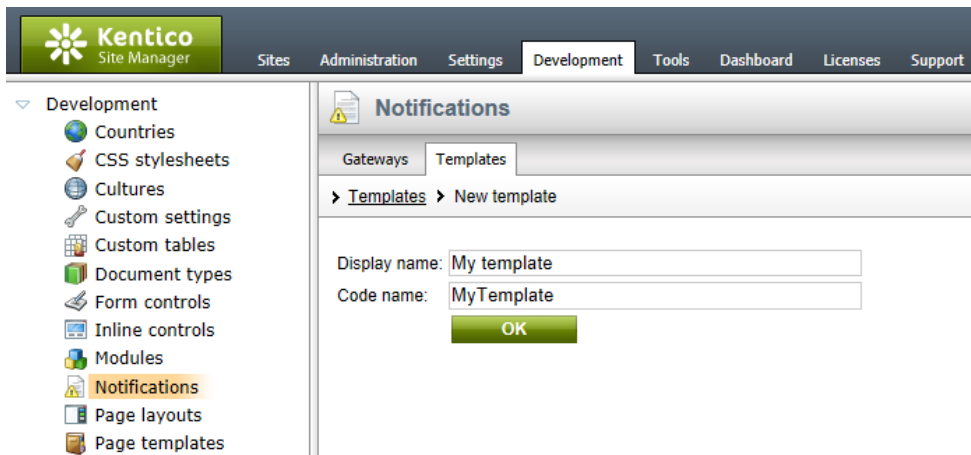 Kentico
Site Manager
Sites Administration Settings Development Tools Dashboard Licenses Support
Development
Countries
CSS stylesheets
Cultures
Custom settings
Custom tables
Document types
Form controls
Inline controls
Modules
Notifications
Page layouts
Page templates
Notifications
Gateways Templates
Templates New template
Display name: My template
Code name: MyTemplate
OK